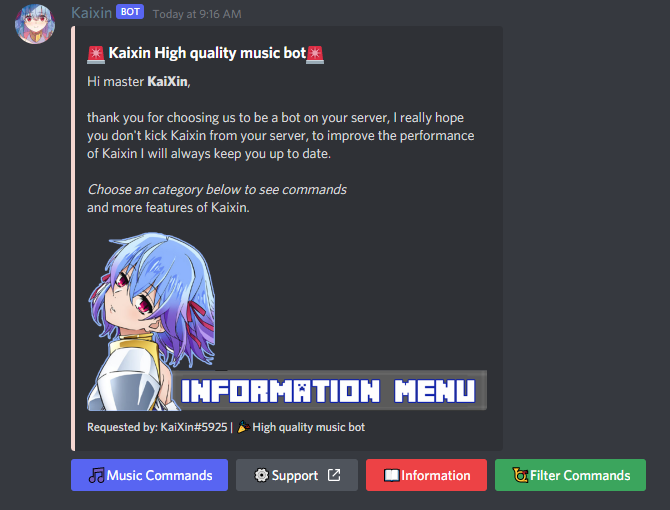 Kaixin BOT Today at 9:16 AM
🚨 Kaixin High quality music bot🚨
Hi master KaiXin,
thank you for choosing us to be a bot on your server, I really hope
you don't kick Kaixin from your server, to improve the performance
of Kaixin I will always keep you up to date.
Choose an category below to see commands
and more features of Kaixin.
INFORMATION MENU
Requested by: KaiXin#5925 | 🎉High quality music bot
Music Commands
Support
Information
Filter Commands